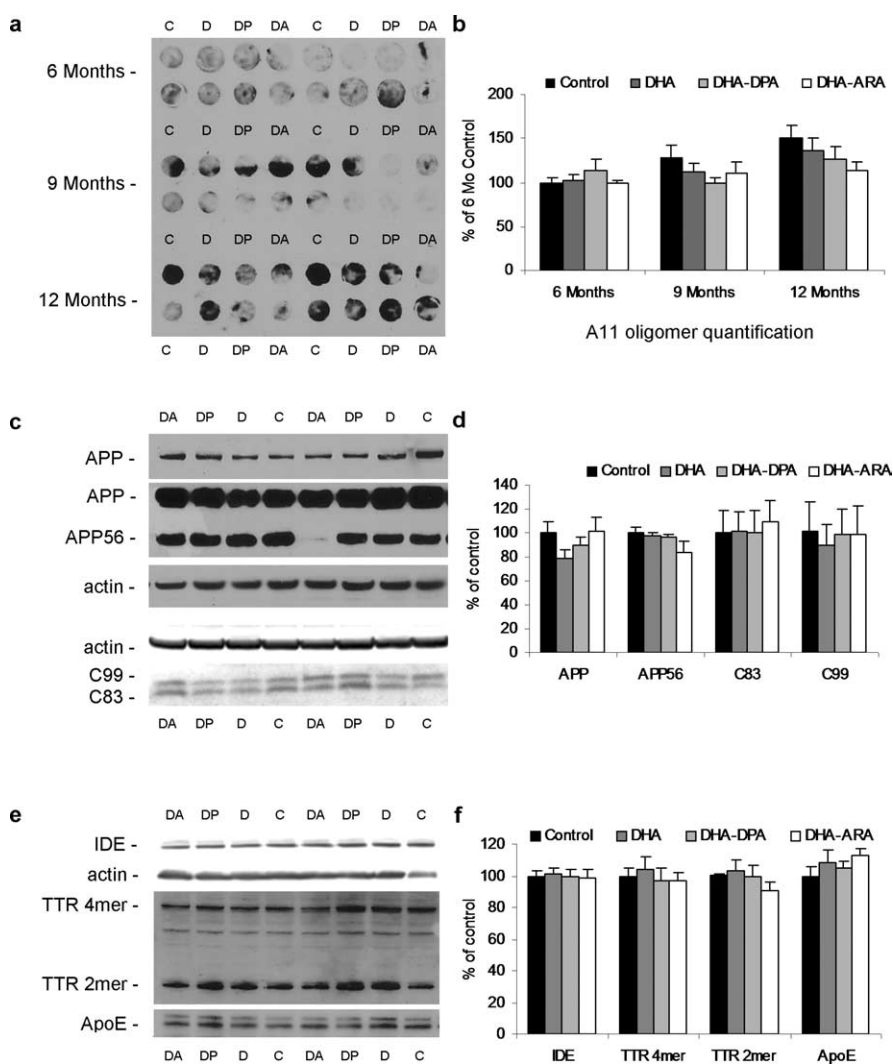 a
C D DP DA C D DP DA
6 Months -
C D DP DA C D DP DA
9 Months -
C D DP DA C D DP DA
12 Months -
C D DP DA C D DP DA
b
Control DHA DHA-DPA DHA-ARA
% of 6 Mo Control
200
150
100
50
0
6 Months 9 Months 12 Months
A11 oligomer quantification
c
DA DP D C DA DP D C
APP -
APP -
APP56 -
actin -
actin -
C99 -
C83 -
DA DP D C DA DP D C
d
Control DHA DHA-DPA DHA-ARA
% of control
140
120
100
80
60
40
20
0
APP APP56 C83 C99
e
DA DP D C DA DP D C
IDE -
actin -
TTR 4mer -
TTR 2mer -
ApoE -
DA DP D C DA DP D C
f
Control DHA DHA-DPA DHA-ARA
% of control
120
100
80
60
40
20
0
IDE TTR 4mer TTR 2mer ApoE